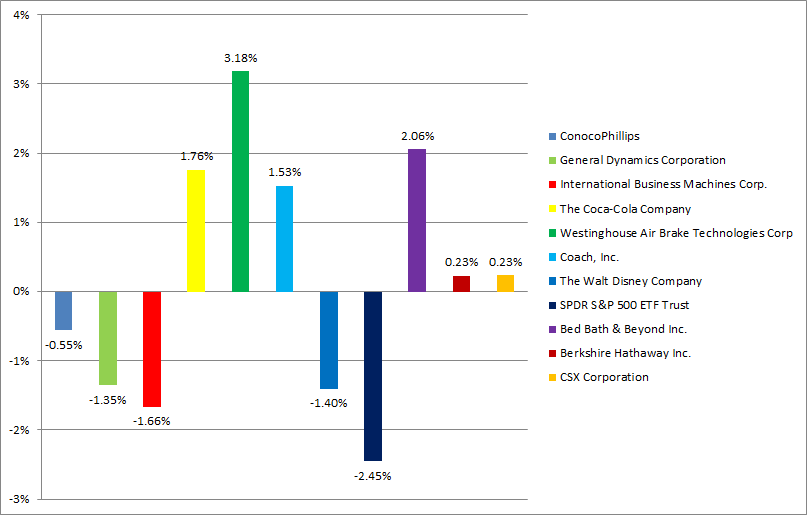 4%
3%
2%
1%
0%
-1%
-2%
-3%
-0.55%
-1.35%
-1.66%
1.76%
3.18%
1.53%
-1.40%
-2.45%
2.06%
0.23%
0.23%
ConocoPhillips
General Dynamics Corporation
International Business Machines Corp.
The Coca-Cola Company
Westinghouse Air Brake Technologies Corp
Coach, Inc.
The Walt Disney Company
SPDR S&P 500 ETF Trust
Bed Bath & Beyond Inc.
Berkshire Hathaway Inc.
CSX Corporation